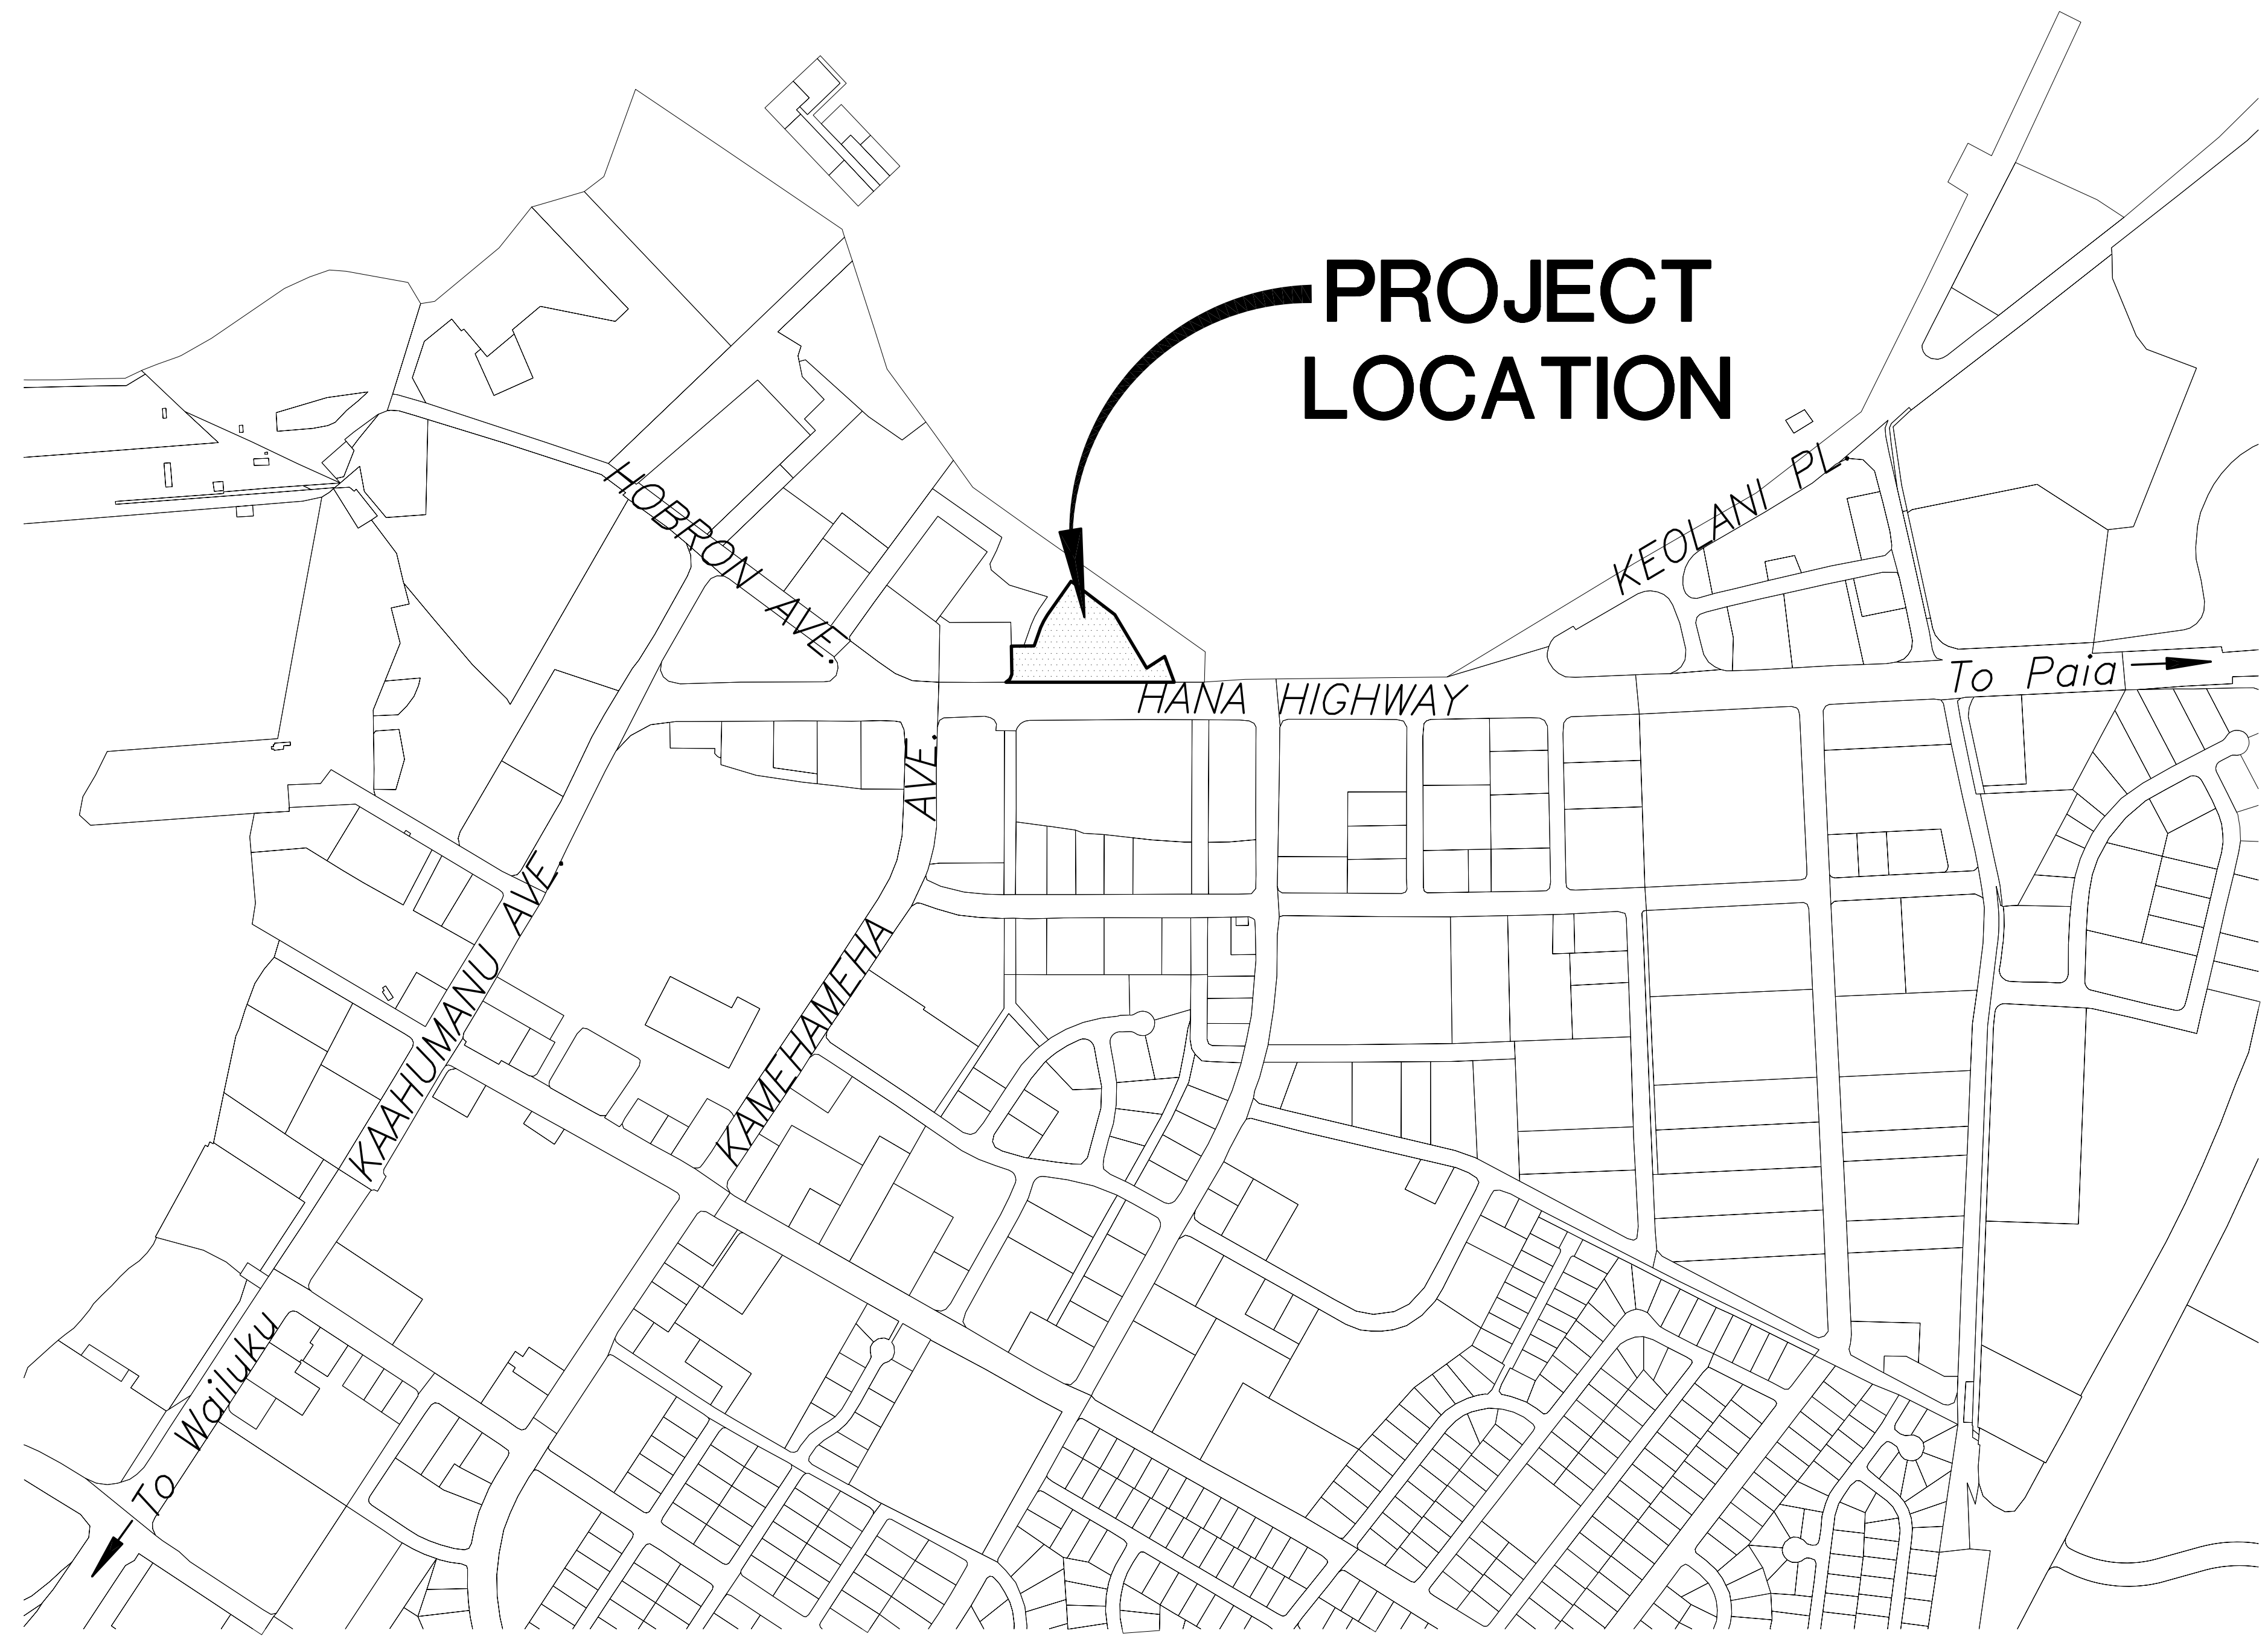 PROJECT
LOCATION
HOBRON AVE.
KEOLANI PL.
HANA HIGHWAY
To Paia
KAMEHAMEHA AVE.
KAAHUMANU AVE.
To Wailuku